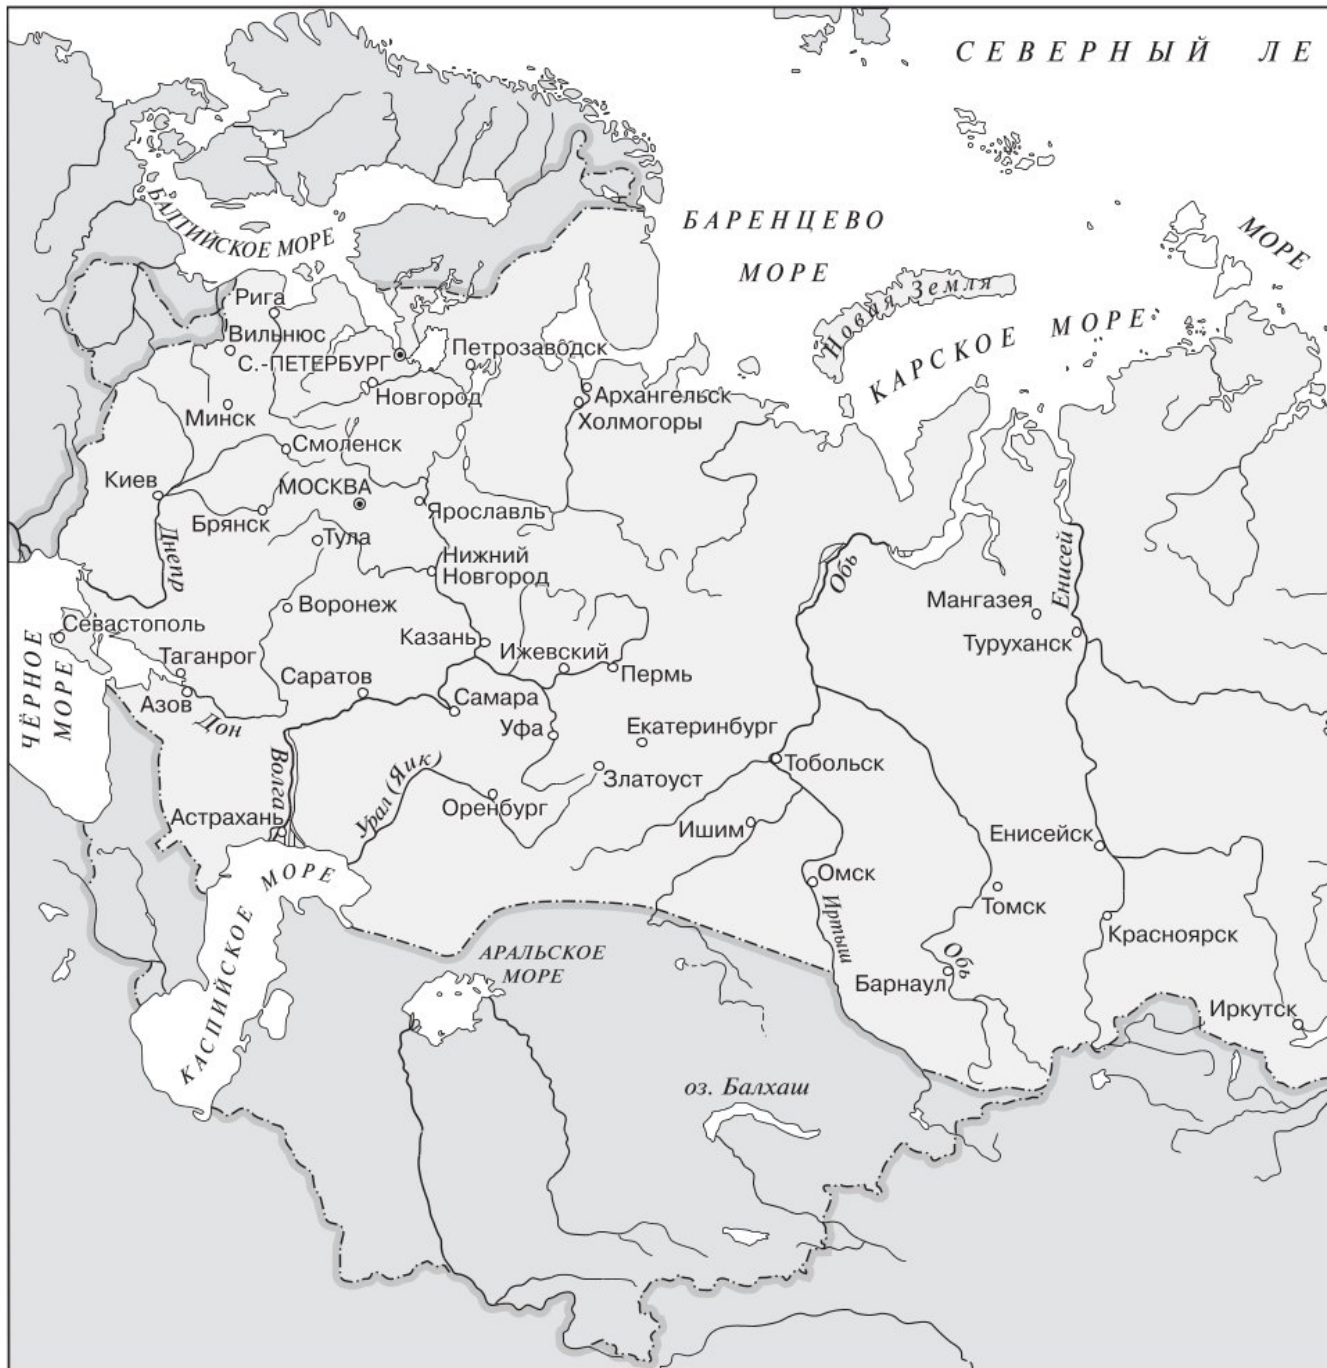 СЕВЕРНЫЙ ЛЕ
БАЛТИЙСКОЕ МОРЕ
БАРЕНЦЕВО
МОРЕ
МОРЕ
Новая Земля
КАРСКОЕ МОРЕ
Рига
Вильнюс
С.-ПЕТЕРБУРГ
Петрозаводск
Новгород
Архангельск
Холмогоры
Минск
Смоленск
Киев
МОСКВА
Брянск
Ярославль
Тула
Днепр
Нижний
Новгород
Обь
Енисей
Воронеж
Мангазея
Севастополь
Казань
Ижевский
Туруханск
Таганрог
Пермь
ЧЁРНОЕ
МОРЕ
Азов
Саратов
Самара
Дон
Уфа
Екатеринбург
Волга
Урал (Яик)
Златоуст
Тобольск
Оренбург
Астрахань
Ишим
Енисейск
КАСПИЙСКОЕ МОРЕ
Омск
Иртыш
Томск
Красноярск
АРАЛЬСКОЕ
МОРЕ
Обь
Барнаул
Иркутск
оз. Балхаш